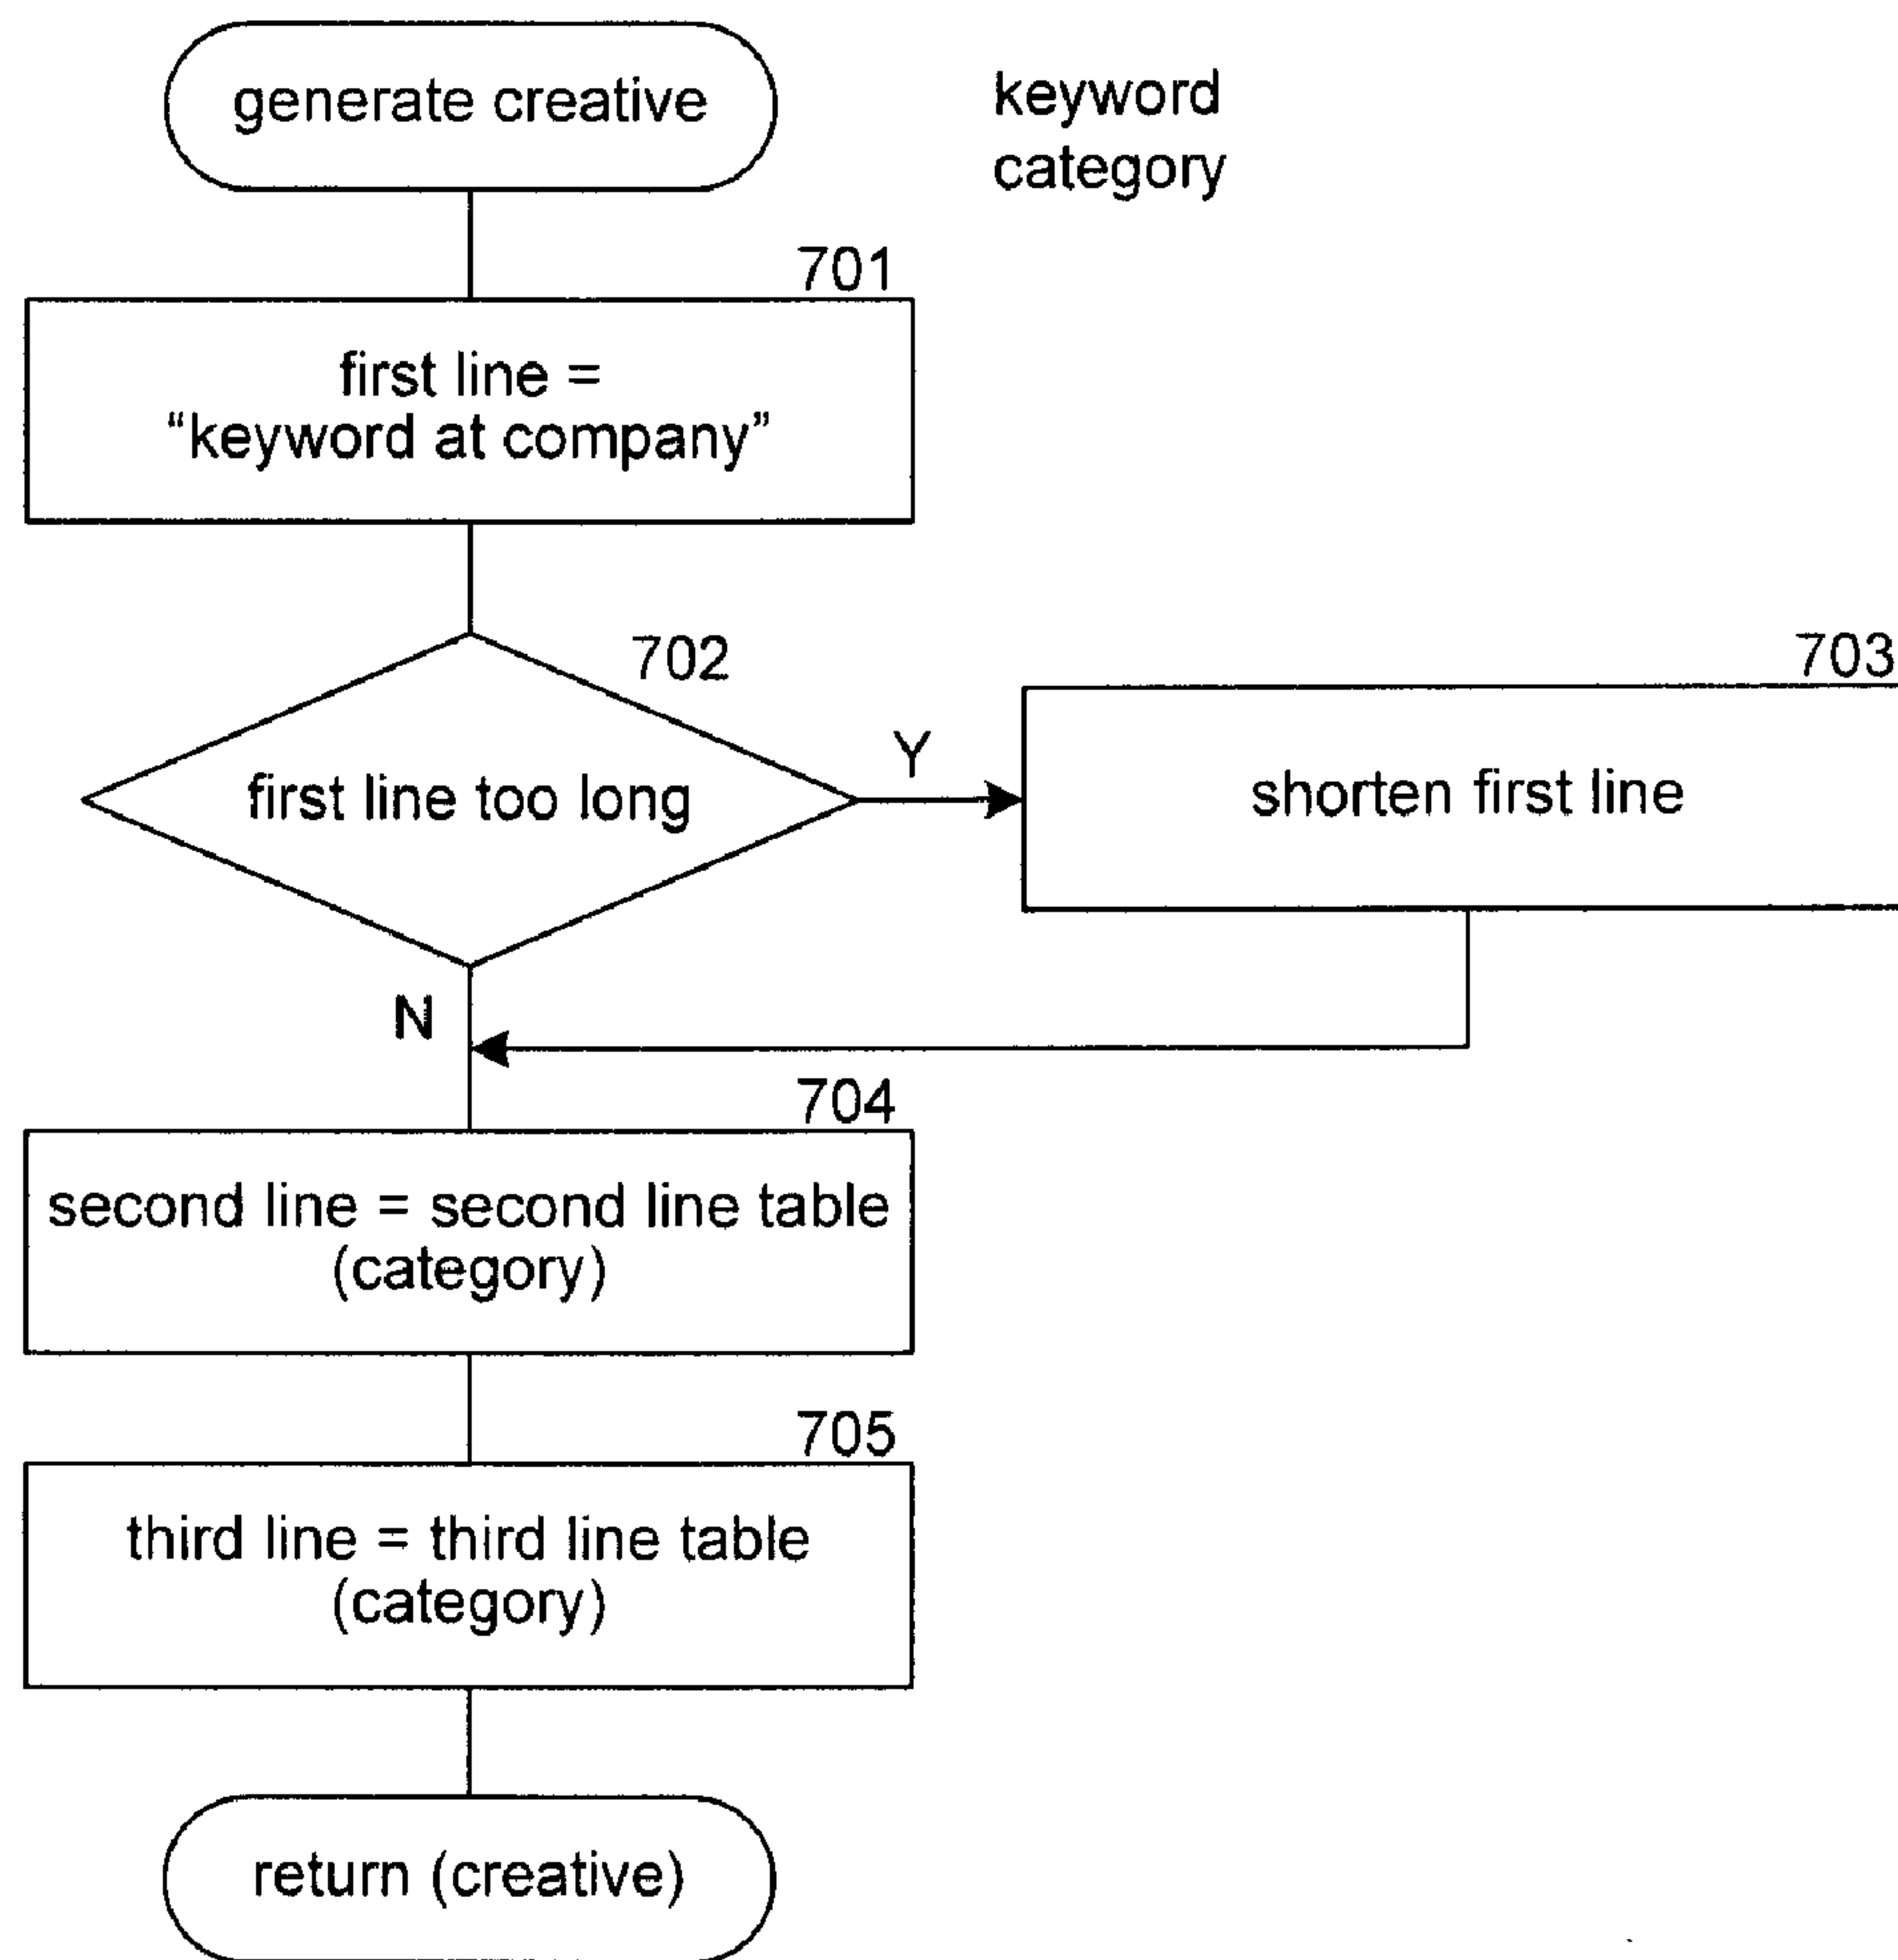 generate creative
keyword
category
701
first line =
“keyword at company”
702
first line too long
Y
703
shorten first line
N
704
second line = second line table
(category)
705
third line = third line table
(category)
return (creative)